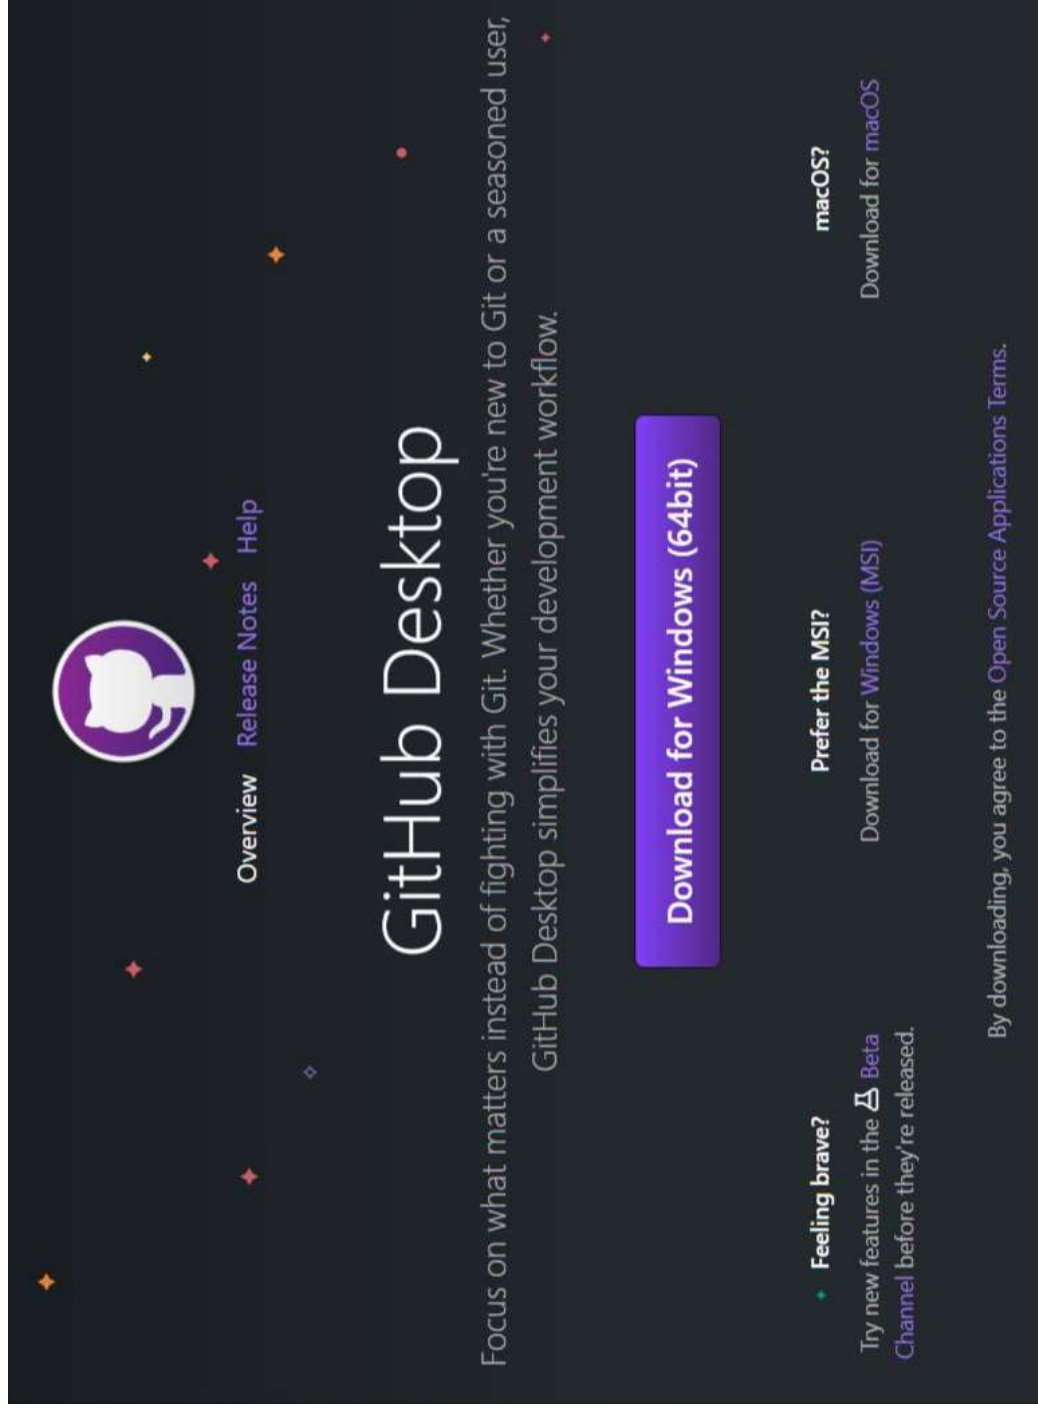 Overview Release Notes Help
GitHub Desktop
Focus on what matters instead of fighting with Git. Whether you're new to Git or a seasoned user,
GitHub Desktop simplifies your development workflow.
Download for Windows (64bit)
Feeling brave?
Try new features in the Beta
Channel before they're released.
Prefer the MSI?
Download for Windows (MSI)
macOS?
Download for macOS
By downloading, you agree to the Open Source Applications Terms.